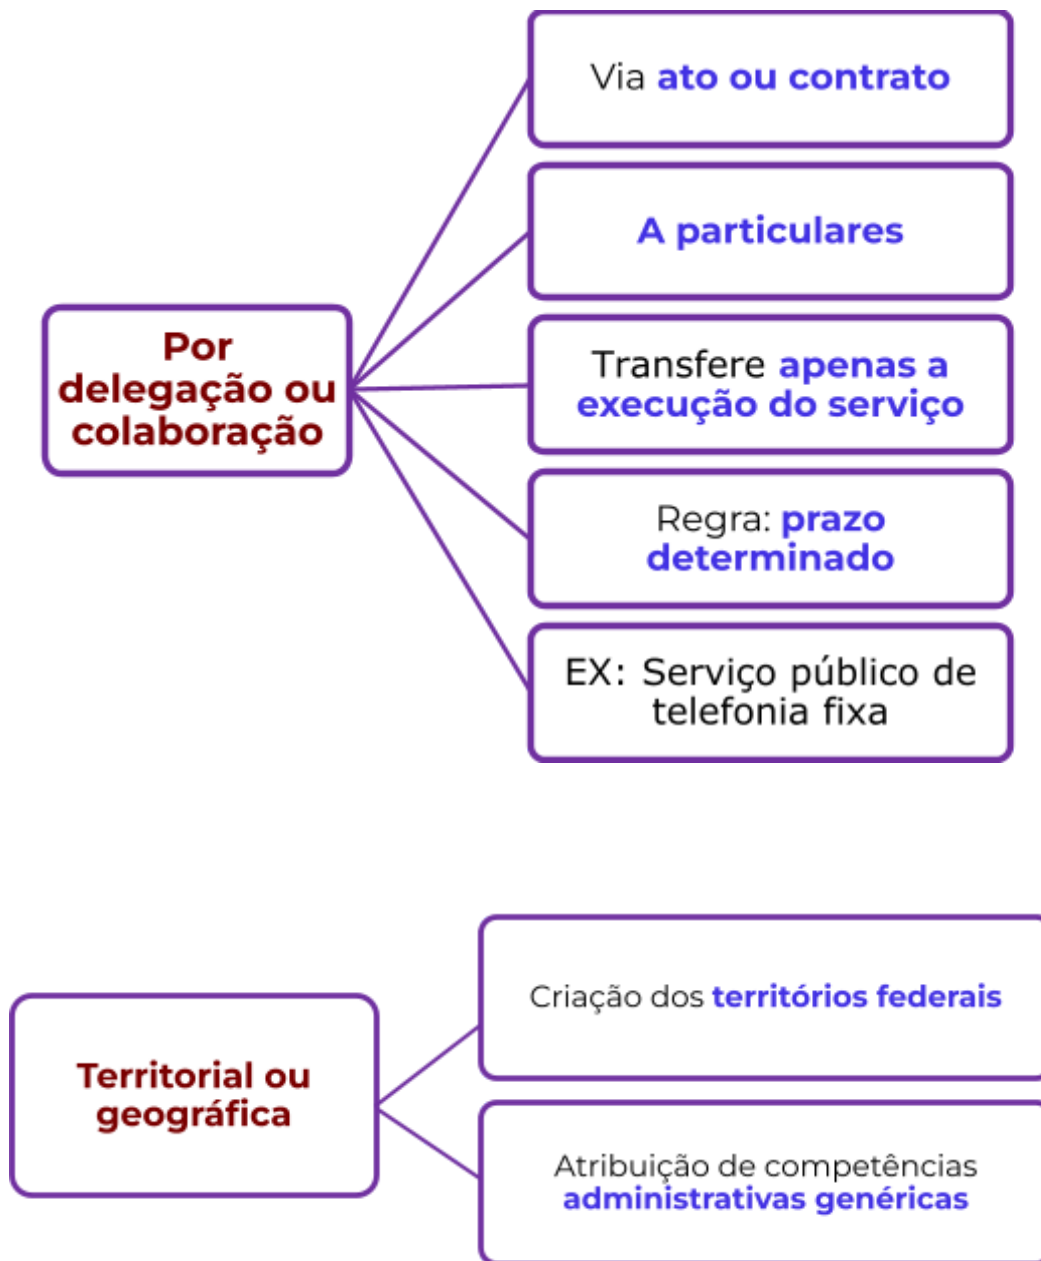 Via ato ou contrato
A particulares
Por
delegação ou
colaboração
Transfere apenas a
execução do serviço
Regra: prazo
determinado
EX: Serviço público de
telefonia fixa
Territorial ou
geográfica
Criação dos territórios federais
Atribuição de competências
administrativas genéricas